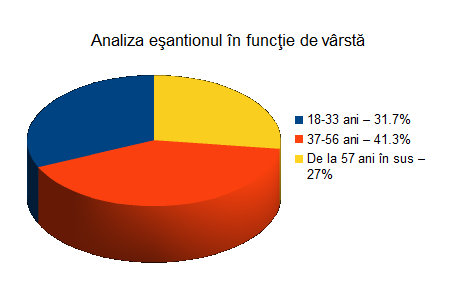 Analiza eşantionul în funcţie de vârstă
18-33 ani – 31.7%
37-56 ani – 41.3%
De la 57 ani în sus –
27%